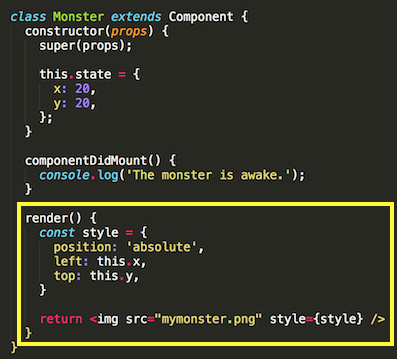 class Monster extends Component {
  constructor(props) {
    super(props);

    this.state = {
      x: 20,
      y: 20,
    };
  }

  componentDidMount() {
    console.log('The monster is awake.');
  }

  render() {
    const style = {
      position: 'absolute',
      left: this.x,
      top: this.y,
    }

    return <img src="mymonster.png" style={style} />
  }
}